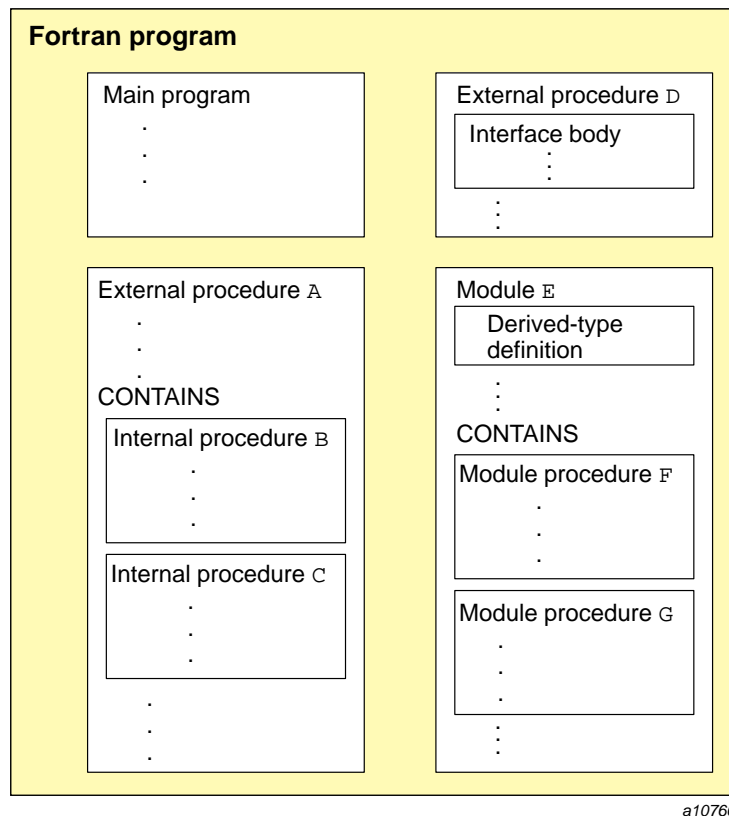 Fortran program
Main program
.
.
.
External procedure D
Interface body
.
.
.
.
.
.
External procedure A
.
.
.
CONTAINS
Internal procedure B
.
.
.
Internal procedure C
.
.
.
.
.
.
Module E
Derived-type
definition
.
.
.
CONTAINS
Module procedure F
.
.
.
Module procedure G
.
.
.
.
.
.